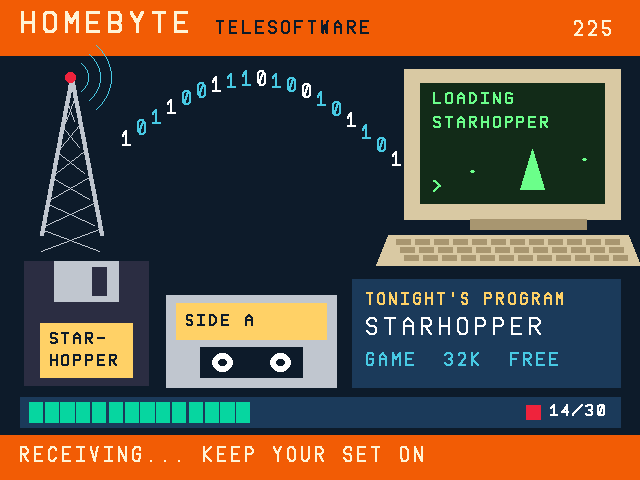 HOMEBYTE TELESOFTWARE 225
1011001110100101101
LOADING
STARHOPPER
>
STAR-
HOPPER
SIDE A
TONIGHT'S PROGRAM
STARHOPPER
GAME 32K FREE
14/30
RECEIVING... KEEP YOUR SET ON